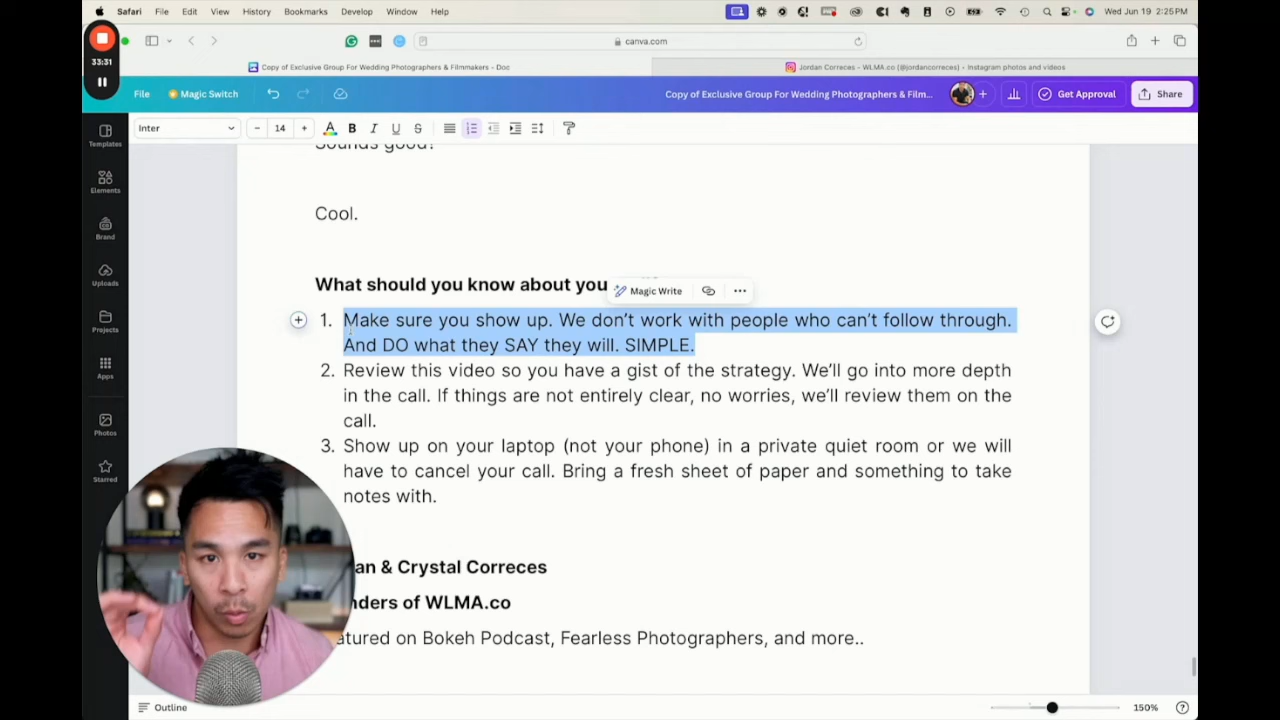 Safari File Edit View History Bookmarks Develop Window Help Wed Jun 19 2:25PM
33:31
canva.com
Copy of Exclusive Group For Wedding Photographers & Filmmakers - Doc
Jordan Correces – WLMA.co (@jordancorreces) • Instagram photos and videos
File Magic Switch Copy of Exclusive Group For Wedding Photographers & Film... Get Approval Share
Inter 14
Templates
Elements
Brand
Uploads
Projects
Apps
Photos
Starred
Sounds good?
Cool.
What should you know about you
Magic Write
1. Make sure you show up. We don't work with people who can't follow through.
And DO what they SAY they will. SIMPLE.
2. Review this video so you have a gist of the strategy. We'll go into more depth
in the call. If things are not entirely clear, no worries, we'll review them on the
call.
3. Show up on your laptop (not your phone) in a private quiet room or we will
have to cancel your call. Bring a fresh sheet of paper and something to take
notes with.
an & Crystal Correces
nders of WLMA.co
atured on Bokeh Podcast, Fearless Photographers, and more..
Outline 150%